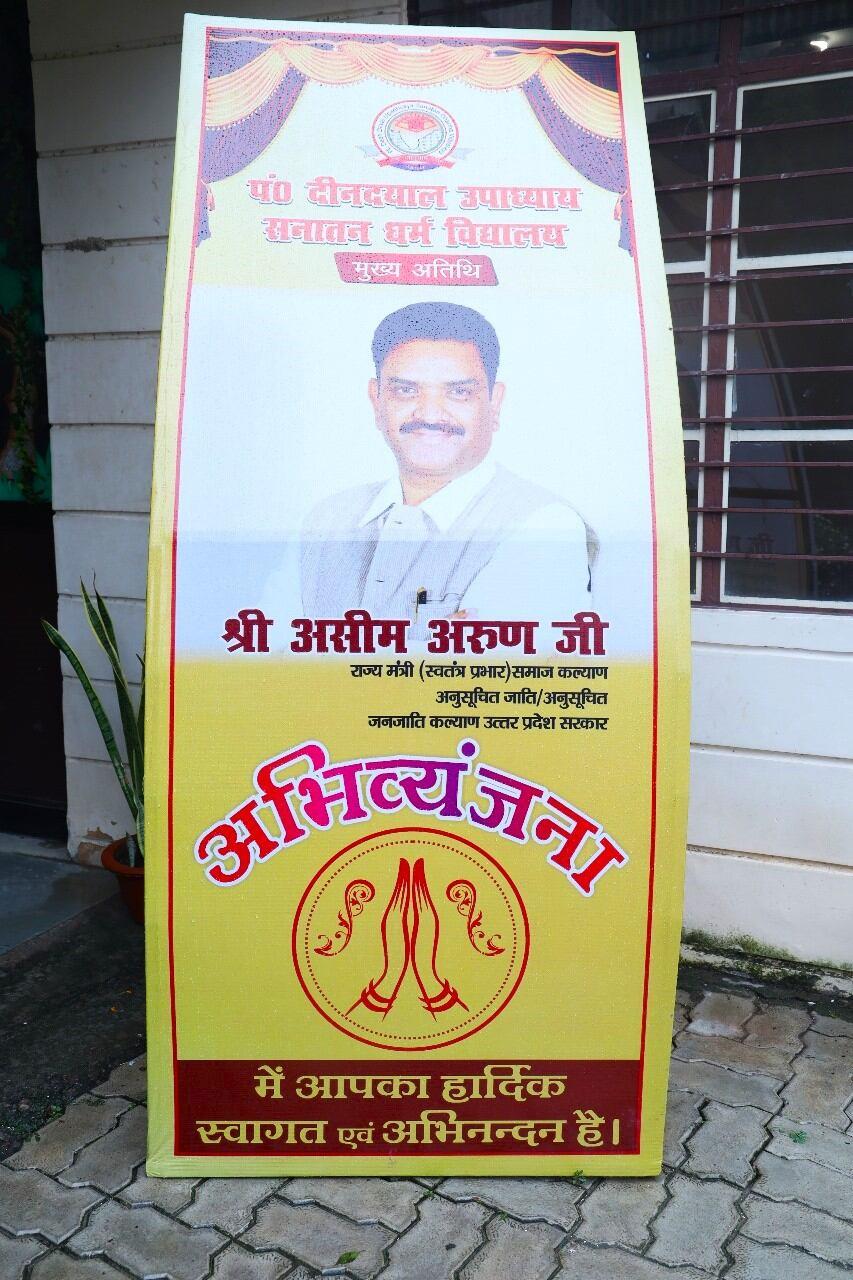 पं0 दीनदयाल उपाध्याय
सनातन धर्म विद्यालय
मुख्य अतिथि
श्री असीम अरुण जी
राज्य मंत्री (स्वतंत्र प्रभार)समाज कल्याण
अनुसूचित जाति/अनुसूचित
जनजाति कल्याण उत्तर प्रदेश सरकार
अभिव्यंजना
में आपका हार्दिक
स्वागत एवं अभिनन्दन है।